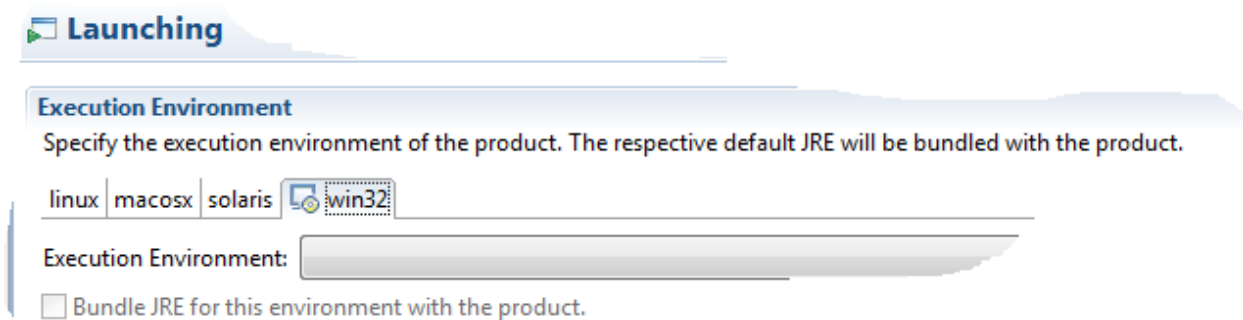 Launching
Execution Environment
Specify the execution environment of the product. The respective default JRE will be bundled with the product.
linux macosx solaris win32
Execution Environment:
Bundle JRE for this environment with the product.